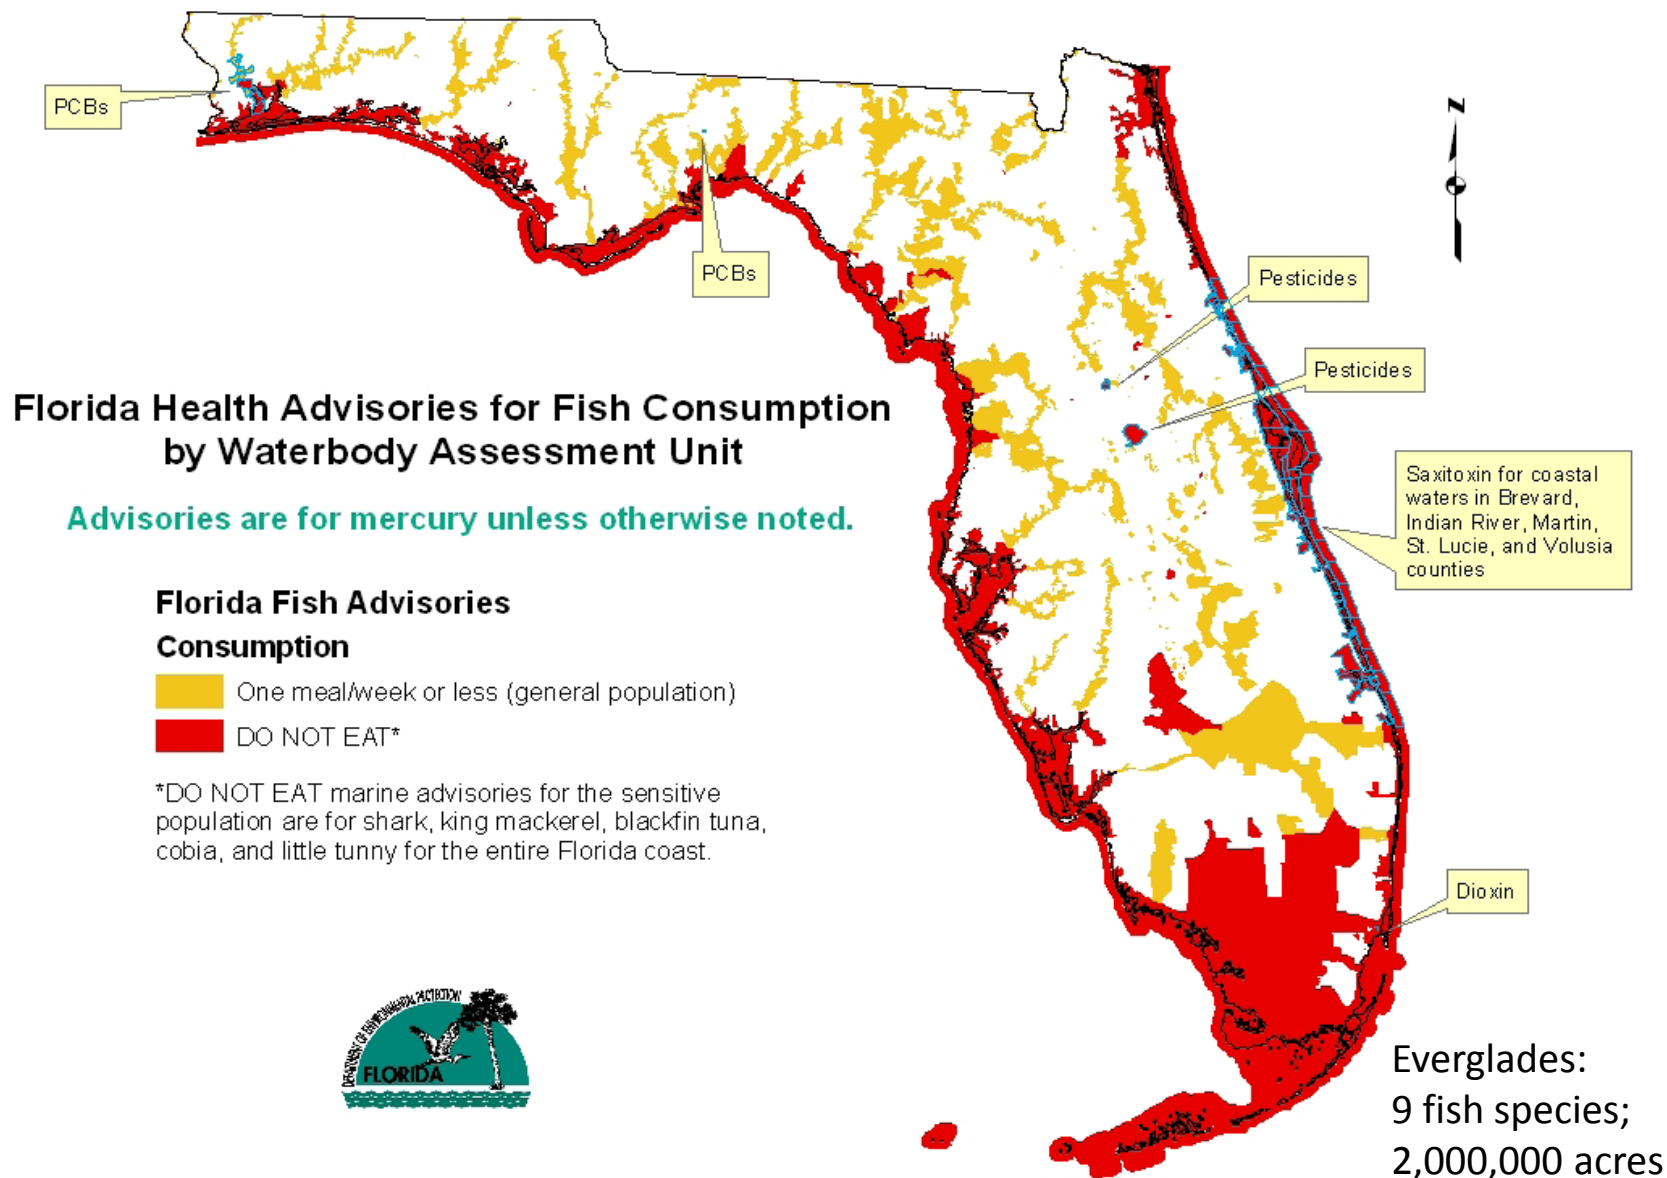 PCBs
PCBs
Pesticides
Pesticides
Florida Health Advisories for Fish Consumption
by Waterbody Assessment Unit
Advisories are for mercury unless otherwise noted.
Saxitoxin for coastal
waters in Brevard,
Indian River, Martin,
St. Lucie, and Volusia
counties
Florida Fish Advisories
Consumption
One meal/week or less (general population)
DO NOT EAT*
*DO NOT EAT marine advisories for the sensitive
population are for shark, king mackerel, blackfin tuna,
cobia, and little tunny for the entire Florida coast.
Dioxin
DEPARTMENT OF ENVIRONMENTAL PROTECTION
FLORIDA
Everglades:
9 fish species;
2,000,000 acres
N